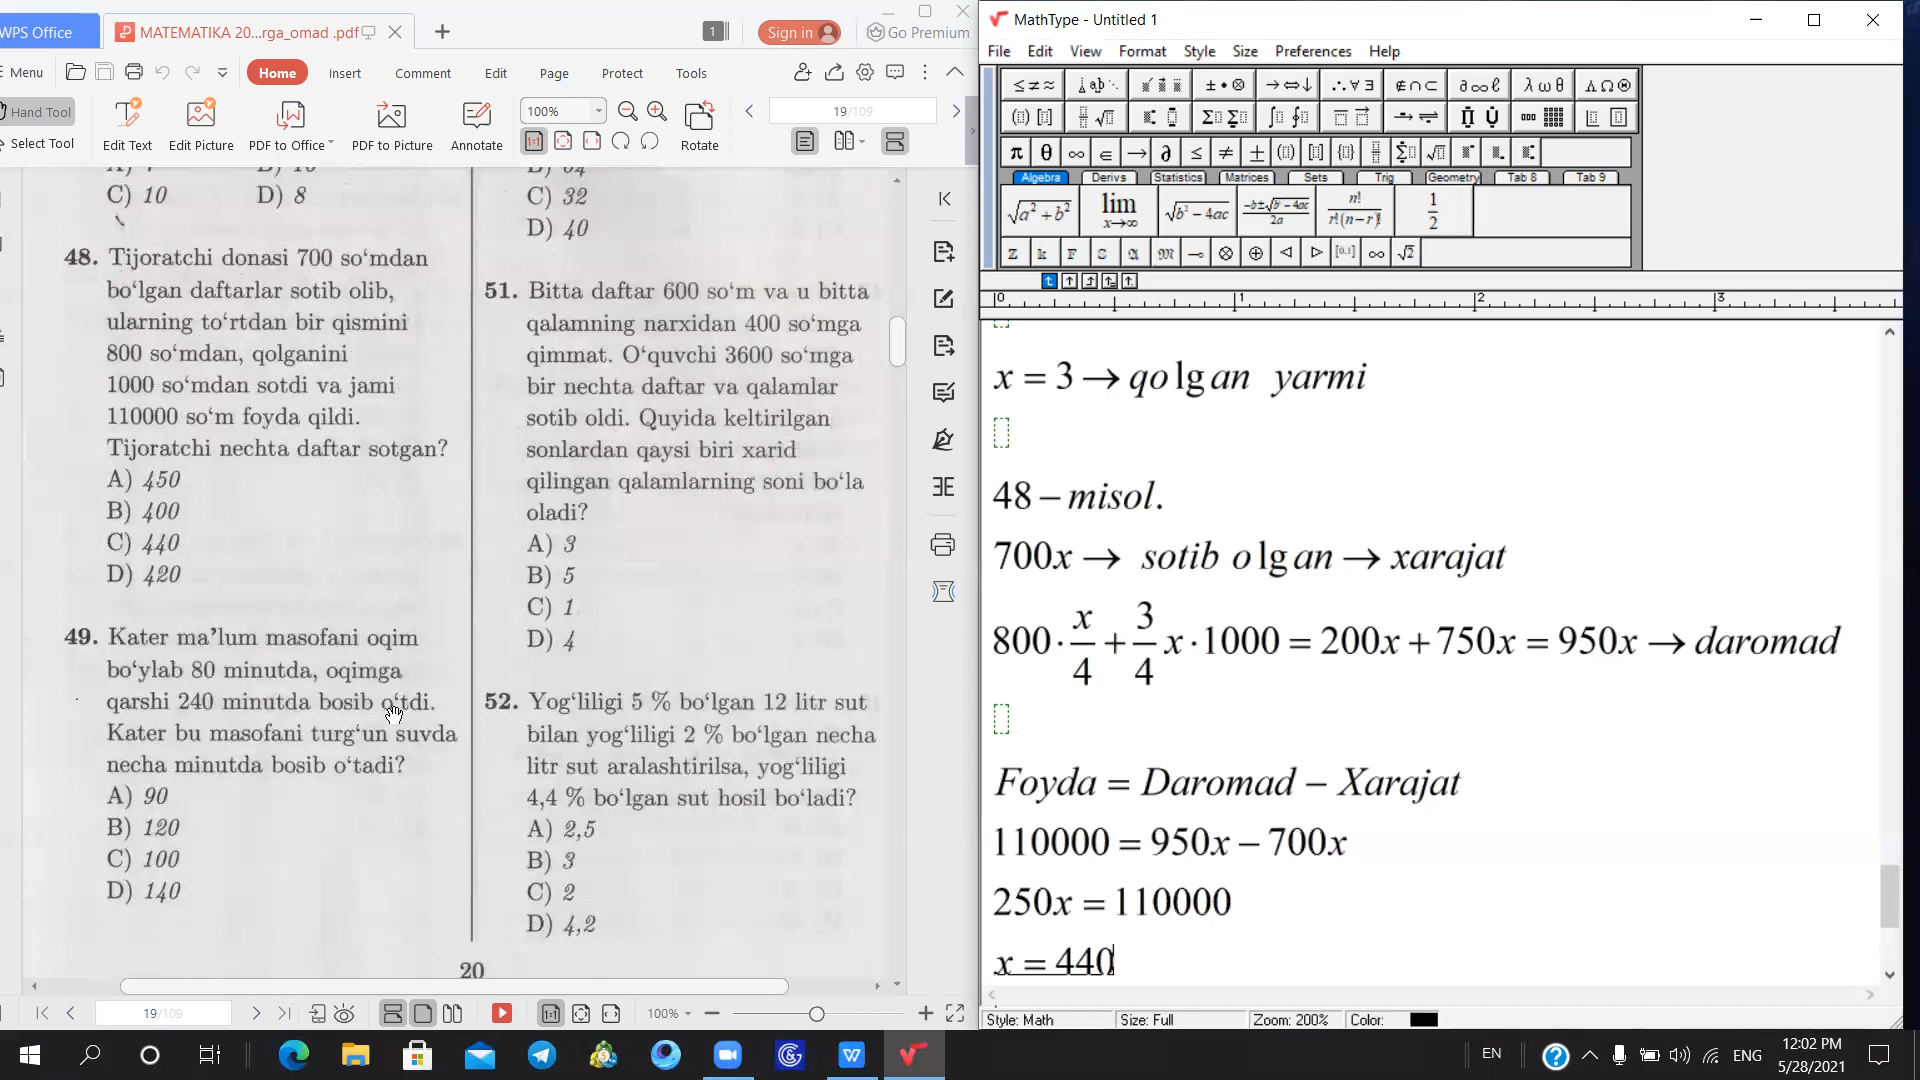 WPS Office
MATEMATIKA 20...rga_omad .pdf
1
Sign in
Go Premium
Menu
Home
Insert
Comment
Edit
Page
Protect
Tools
Hand Tool
Select Tool
Edit Text
Edit Picture
PDF to Office
PDF to Picture
Annotate
100%
Rotate
19/109
C) 10 D) 8
48. Tijoratchi donasi 700 so‘mdan
bo‘lgan daftarlar sotib olib,
ularning to‘rtdan bir qismini
800 so‘mdan, qolganini
1000 so‘mdan sotdi va jami
110000 so‘m foyda qildi.
Tijoratchi nechta daftar sotgan?
A) 450
B) 400
C) 440
D) 420
49. Kater ma’lum masofani oqim
bo‘ylab 80 minutda, oqimga
qarshi 240 minutda bosib o‘tdi.
Kater bu masofani turg‘un suvda
necha minutda bosib o‘tadi?
A) 90
B) 120
C) 100
D) 140
C) 32
D) 40
51. Bitta daftar 600 so‘m va u bitta
qalamning narxidan 400 so‘mga
qimmat. O‘quvchi 3600 so‘mga
bir nechta daftar va qalamlar
sotib oldi. Quyida keltirilgan
sonlardan qaysi biri xarid
qilingan qalamlarning soni bo‘la
oladi?
A) 3
B) 5
C) 1
D) 4
52. Yog‘liligi 5 % bo‘lgan 12 litr sut
bilan yog‘liligi 2 % bo‘lgan necha
litr sut aralashtirilsa, yog‘liligi
4,4 % bo‘lgan sut hosil bo‘ladi?
A) 2,5
B) 3
C) 2
D) 4,2
20
19/109
100%
MathType - Untitled 1
File Edit View Format Style Size Preferences Help
Algebra Derivs Statistics Matrices Sets Trig Geometry Tab 8 Tab 9
0 1 2 3
x = 3 → qo lg an yarmi
48 – misol.
700x → sotib o lg an → xarajat
800 · x/4 + 3/4 x · 1000 = 200x + 750x = 950x → daromad
Foyda = Daromad – Xarajat
110000 = 950x – 700x
250x = 110000
x = 440
Style: Math
Size: Full
Zoom: 200%
Color:
EN
ENG
12:02 PM
5/28/2021